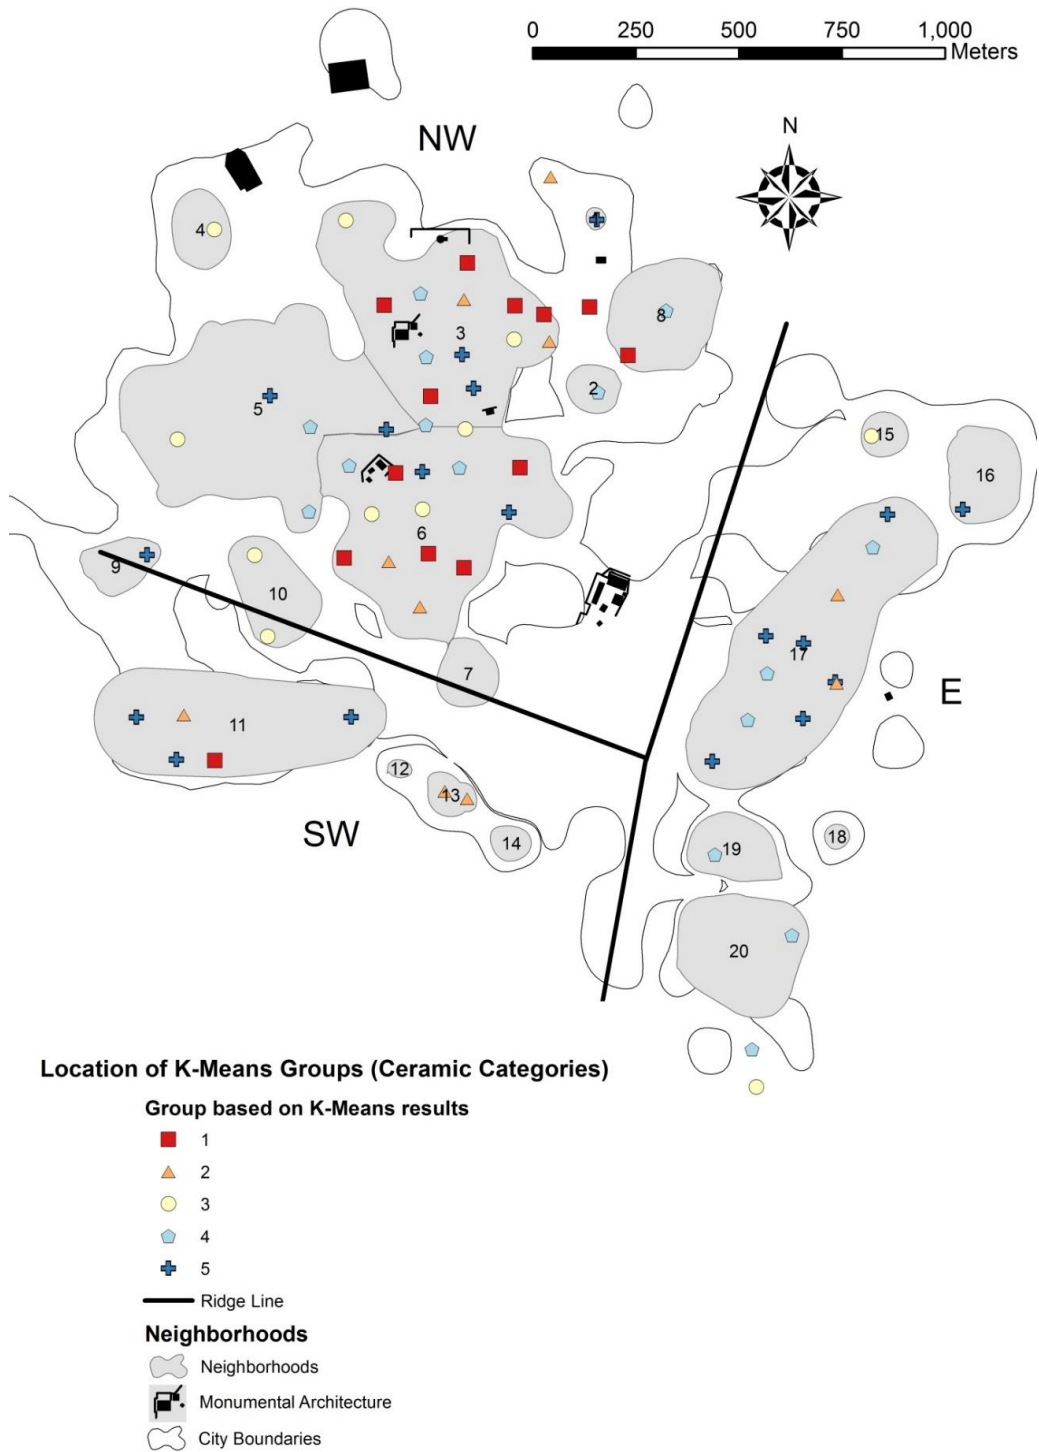 0 250 500 750 1,000
Meters
NW
N
4
1
3
8
2
5
15
16
6
9
10
17
7
E
11
12
13
SW
14
18
19
20
Location of K-Means Groups (Ceramic Categories)
Group based on K-Means results
1
2
3
4
5
Ridge Line
Neighborhoods
Neighborhoods
Monumental Architecture
City Boundaries